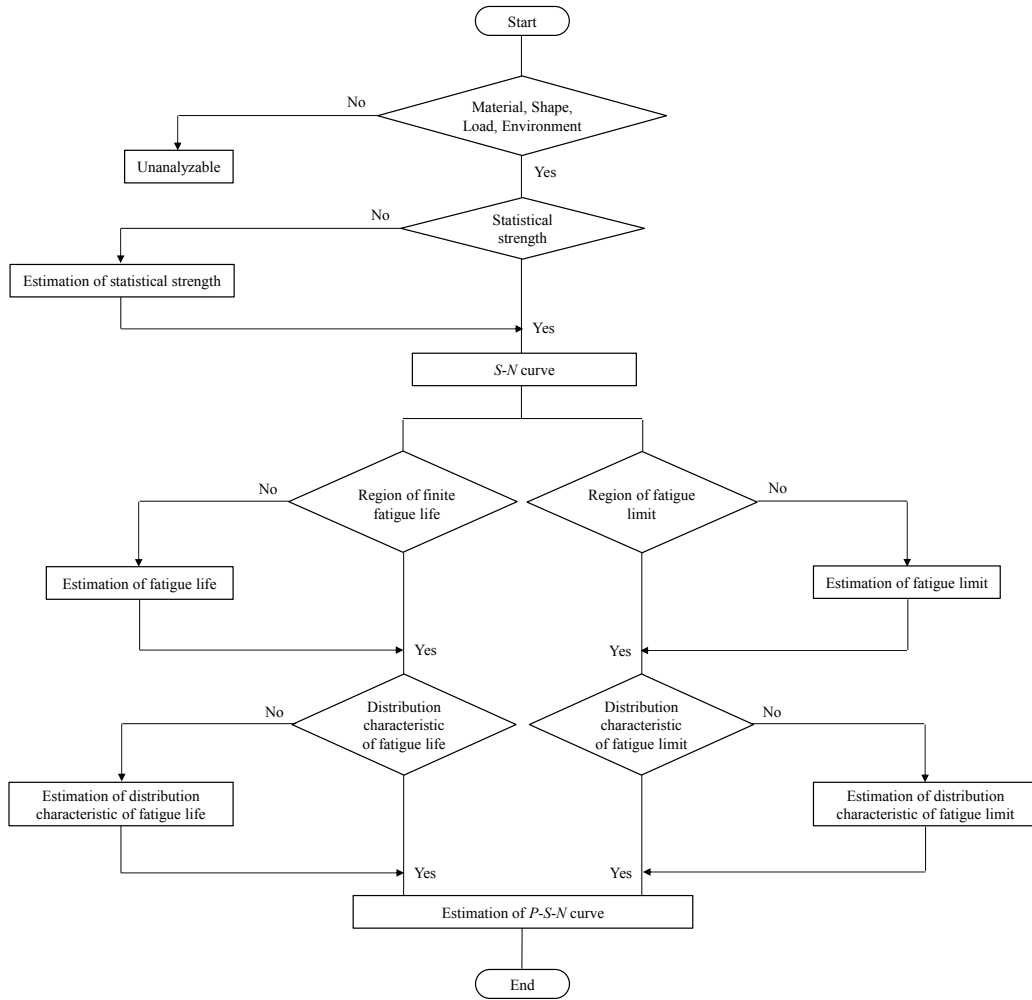 Start
No
Material, Shape,
Load, Environment
Unanalyzable
Yes
No
Statistical
strength
Estimation of statistical strength
Yes
S-N curve
No
Region of finite
fatigue life
Region of fatigue
limit
No
Estimation of fatigue life
Estimation of fatigue limit
Yes
Yes
No
Distribution
characteristic
of fatigue life
Distribution
characteristic
of fatigue limit
No
Estimation of distribution
characteristic of fatigue life
Estimation of distribution
characteristic of fatigue limit
Yes
Yes
Estimation of P-S-N curve
End